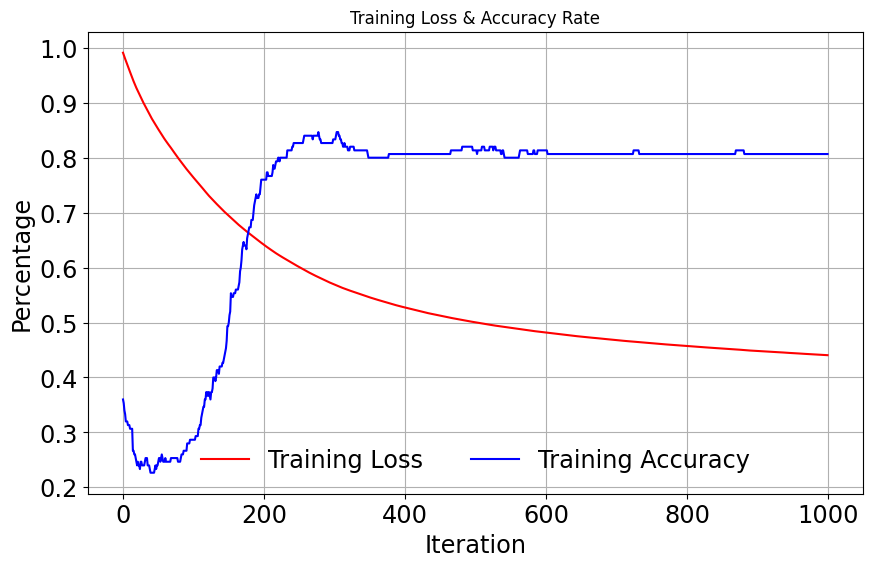 Training Loss & Accuracy Rate
Percentage
1.0
0.9
0.8
0.7
0.6
0.5
0.4
0.3
0.2
Training Loss Training Accuracy
0 200 400 600 800 1000
Iteration